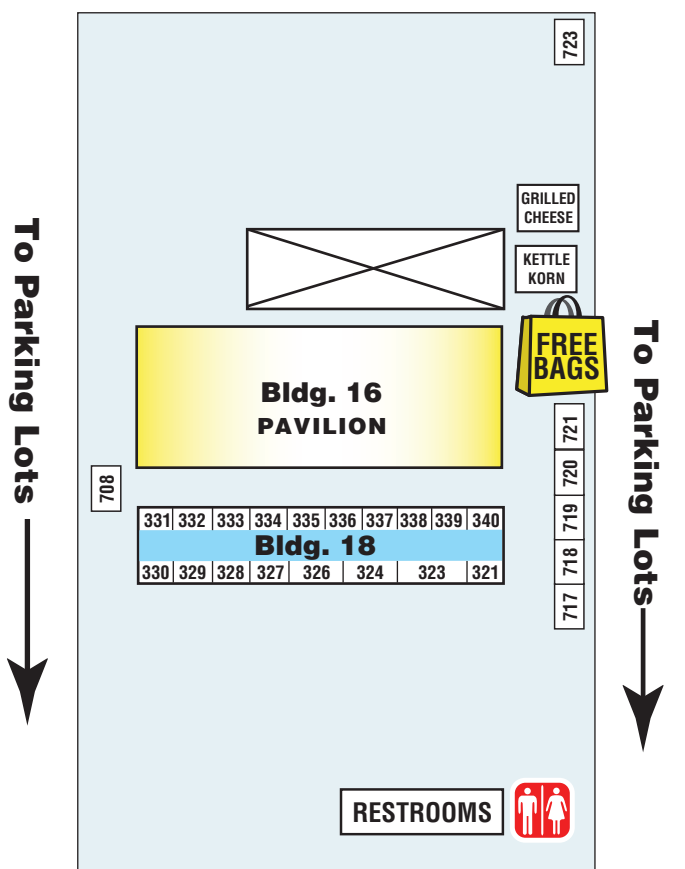 723
GRILLED
CHEESE
KETTLE
KORN
FREE
BAGS
To Parking Lots
To Parking Lots
Bldg. 16
PAVILION
721
720
719
718
717
708
331 332 333 334 335 336 337 338 339 340
Bldg. 18
330 329 328 327 326 324 323 321
RESTROOMS